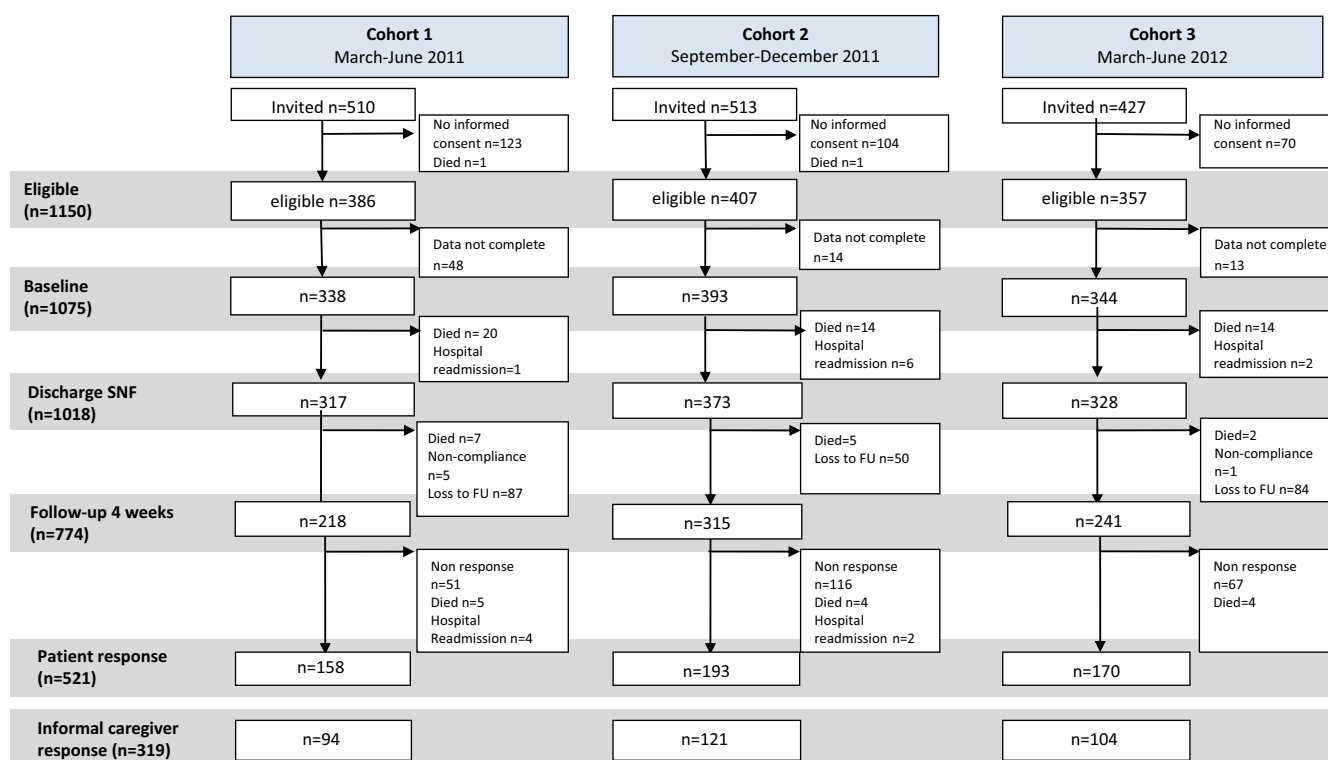 Cohort 1
March-June 2011
Cohort 2
September-December 2011
Cohort 3
March-June 2012
Invited n=510
Invited n=513
Invited n=427
No informed
consent n=123
Died n=1
No informed
consent n=104
Died n=1
No informed
consent n=70
Eligible
(n=1150)
eligible n=386
eligible n=407
eligible n=357
Data not complete
n=48
Data not complete
n=14
Data not complete
n=13
Baseline
(n=1075)
n=338
n=393
n=344
Died n= 20
Hospital
readmission=1
Died n=14
Hospital
readmission n=6
Died n=14
Hospital
readmission n=2
Discharge SNF
(n=1018)
n=317
n=373
n=328
Died n=7
Non-compliance
n=5
Loss to FU n=87
Died=5
Loss to FU n=50
Died=2
Non-compliance
n=1
Loss to FU n=84
Follow-up 4 weeks
(n=774)
n=218
n=315
n=241
Non response
n=51
Died n=5
Hospital
Readmission n=4
Non response
n=116
Died n=4
Hospital
readmission n=2
Non response
n=67
Died=4
Patient response
(n=521)
n=158
n=193
n=170
Informal caregiver
response (n=319)
n=94
n=121
n=104